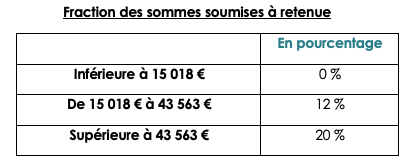 Fraction des sommes soumises à retenue
En pourcentage
Inférieure à 15 018 € 0 %
De 15 018 € à 43 563 € 12 %
Supérieure à 43 563 € 20 %